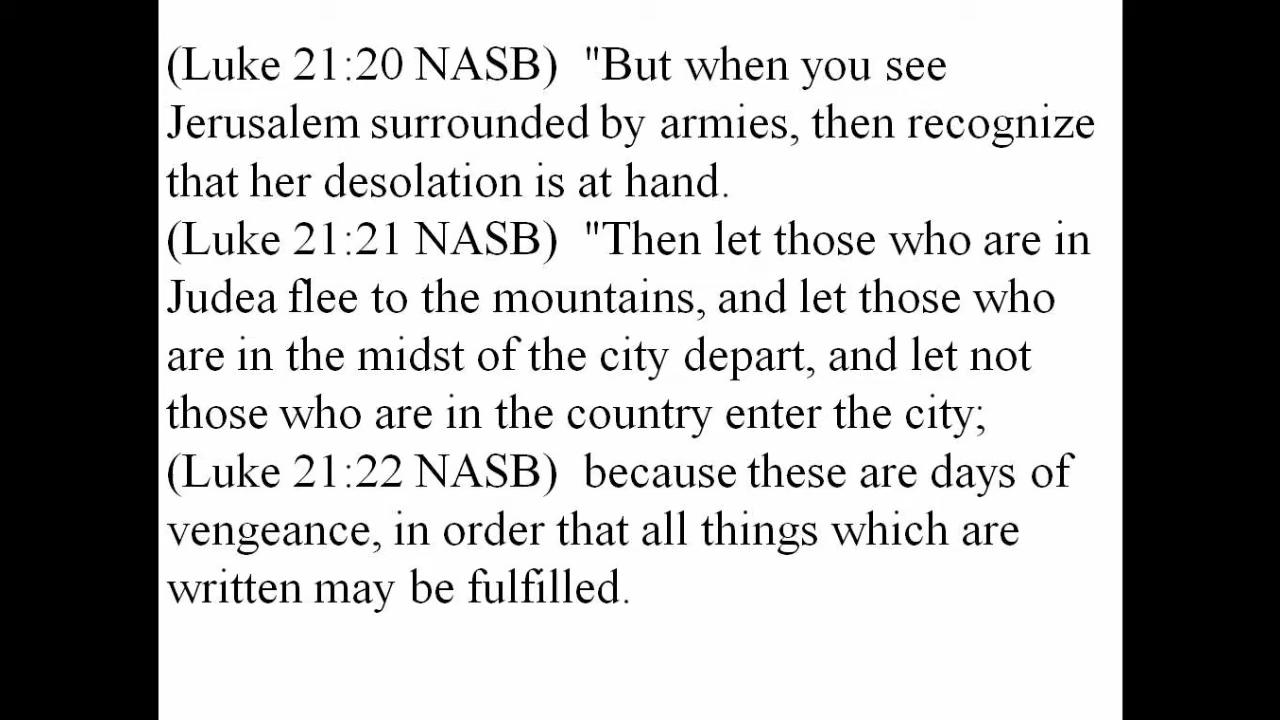 (Luke 21:20 NASB)  "But when you see
Jerusalem surrounded by armies, then recognize
that her desolation is at hand.
(Luke 21:21 NASB)  "Then let those who are in
Judea flee to the mountains, and let those who
are in the midst of the city depart, and let not
those who are in the country enter the city;
(Luke 21:22 NASB)  because these are days of
vengeance, in order that all things which are
written may be fulfilled.